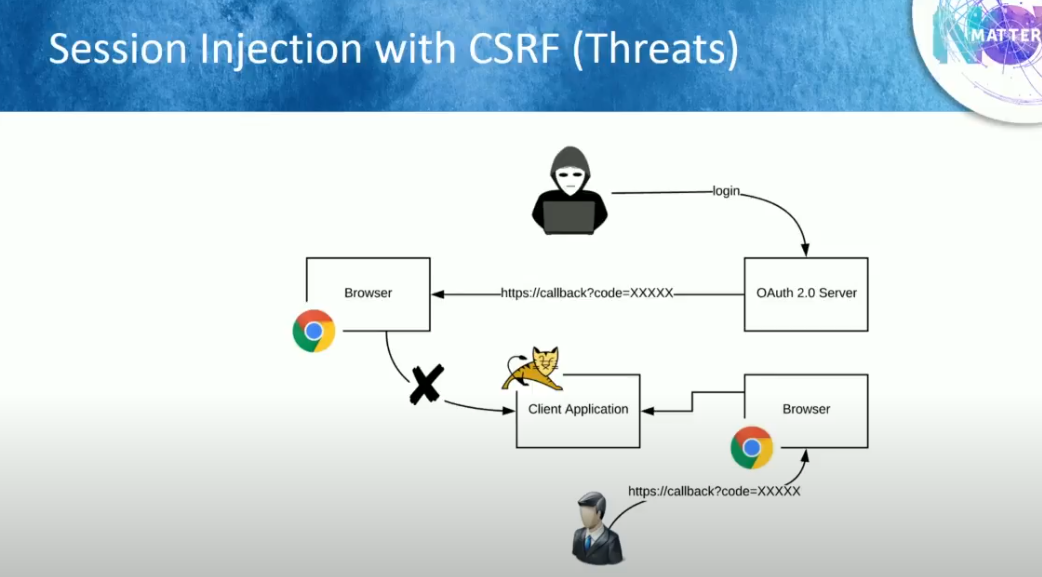 Session Injection with CSRF (Threats)
MATTER
login
Browser
https://callback?code=XXXXX
OAuth 2.0 Server
Client Application
Browser
https://callback?code=XXXXX